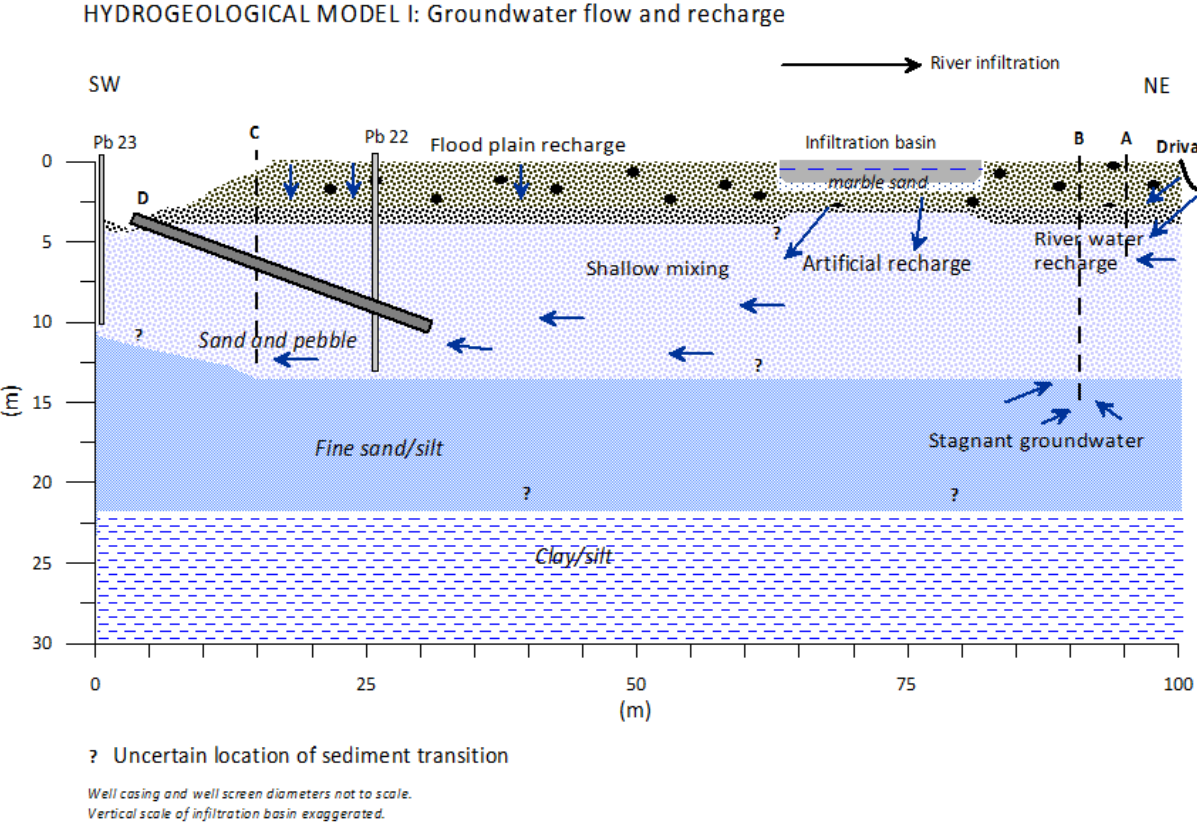 HYDROGEOLOGICAL MODEL I: Groundwater flow and recharge
River infiltration
SW
NE
Pb 23
C
Pb 22
Flood plain recharge
Infiltration basin
B
A
Driva
0
marble sand
D
5
?
River water
recharge
Shallow mixing
Artificial recharge
10
?
Sand and pebble
?
(m)
15
Stagnant groundwater
Fine sand/silt
20
?
?
25
Clay/silt
30
0
25
50
75
100
(m)
? Uncertain location of sediment transition
Well casing and well screen diameters not to scale.
Vertical scale of infiltration basin exaggerated.